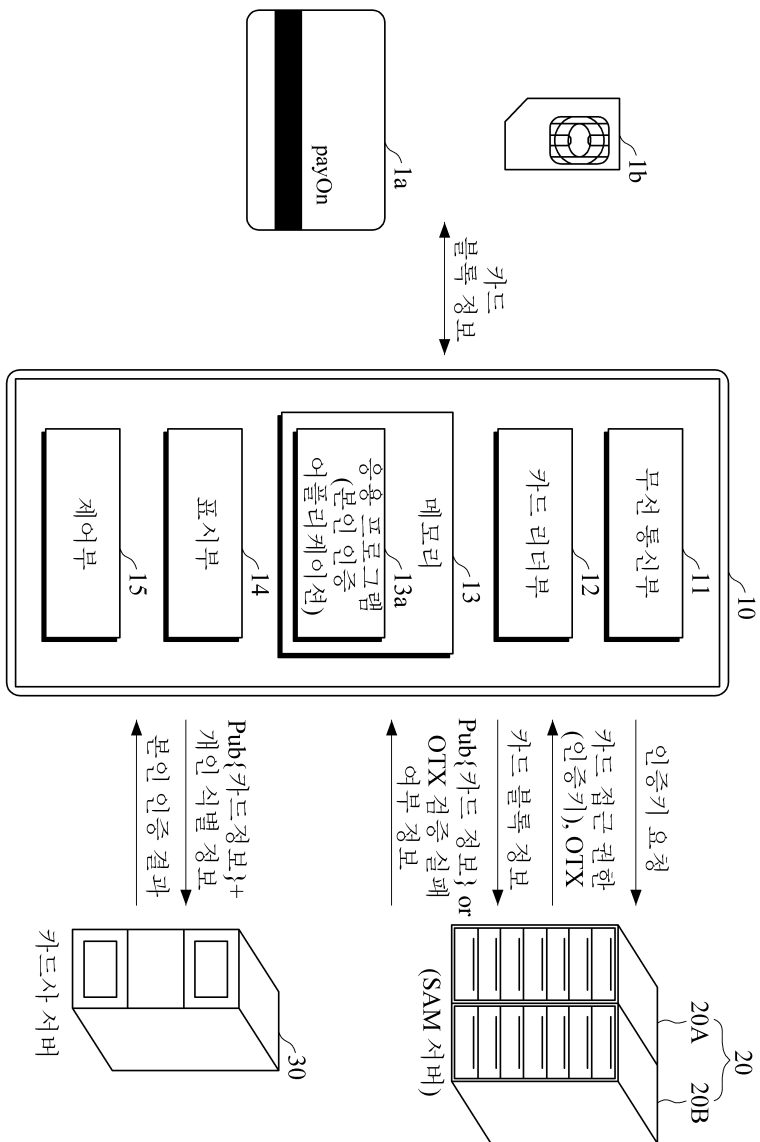 1b
1a
payOn
카드
블록 정보
10
무선 통신부
11
카드 리더부
12
메모리
13
응용 프로그램
(본인 인증
어플리케이션)
13a
표시부
14
제어부
15
인증키 요청
카드 접근 권한
(인증키), OTX
카드 블록 정보
Pub{카드 정보} or
OTX 검증 실패
여부 정보
Pub{카드정보}+
개인 식별 정보
본인 인증 결과
20
20A
20B
(SAM 서버)
30
카드사 서버